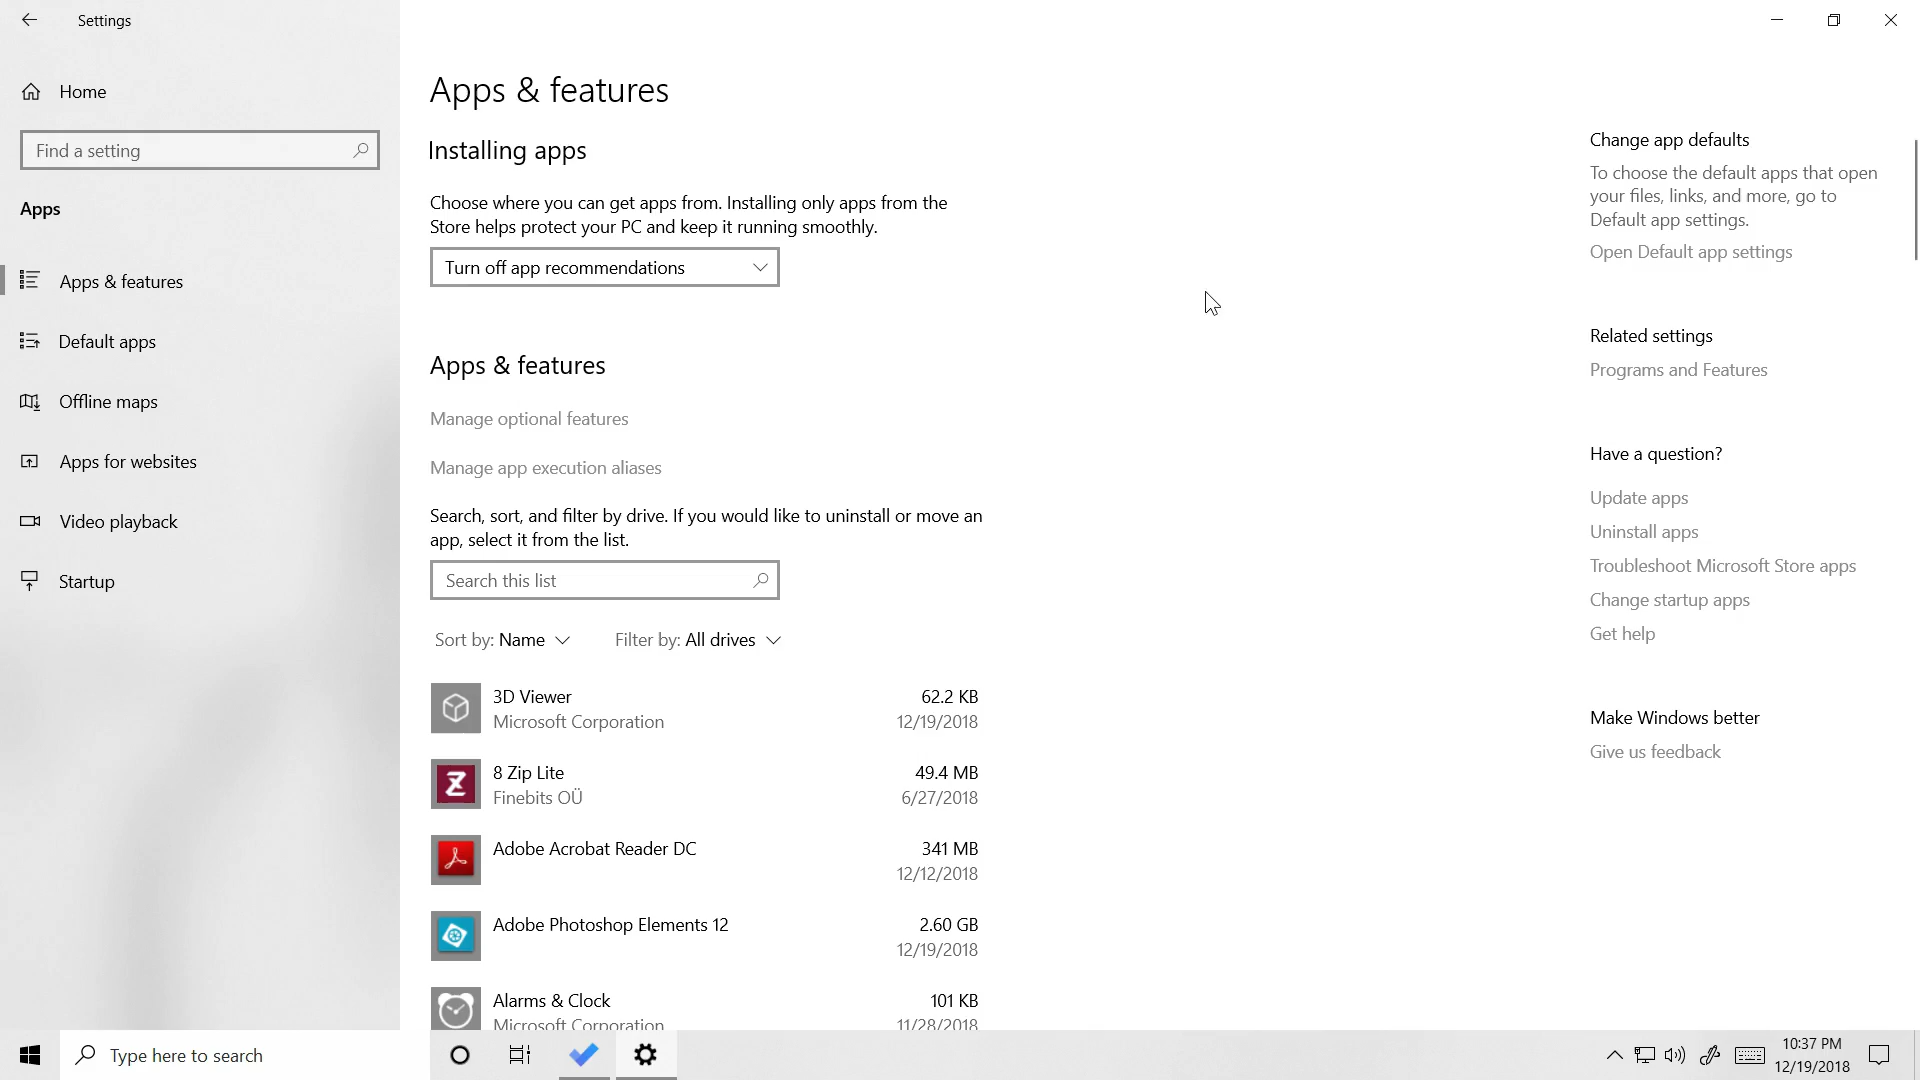 Settings
Home
Find a setting
Apps
Apps & features
Default apps
Offline maps
Apps for websites
Video playback
Startup
Apps & features
Installing apps
Choose where you can get apps from. Installing only apps from the
Store helps protect your PC and keep it running smoothly.
Turn off app recommendations
Apps & features
Manage optional features
Manage app execution aliases
Search, sort, and filter by drive. If you would like to uninstall or move an
app, select it from the list.
Search this list
Sort by: Name
Filter by: All drives
3D Viewer
62.2 KB
Microsoft Corporation
12/19/2018
8 Zip Lite
49.4 MB
Finebits OÜ
6/27/2018
Adobe Acrobat Reader DC
341 MB
12/12/2018
Adobe Photoshop Elements 12
2.60 GB
12/19/2018
Alarms & Clock
101 KB
Microsoft Corporation
11/28/2018
Change app defaults
To choose the default apps that open
your files, links, and more, go to
Default app settings.
Open Default app settings
Related settings
Programs and Features
Have a question?
Update apps
Uninstall apps
Troubleshoot Microsoft Store apps
Change startup apps
Get help
Make Windows better
Give us feedback
Type here to search
10:37 PM
12/19/2018